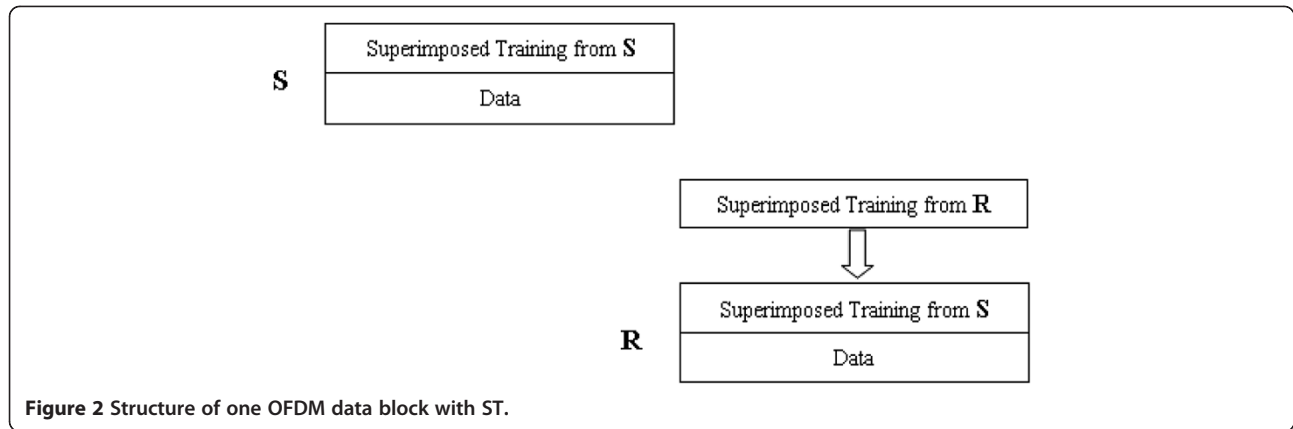 Superimposed Training from S
S
Data
Superimposed Training from R
Superimposed Training from S
R
Data
Figure 2 Structure of one OFDM data block with ST.